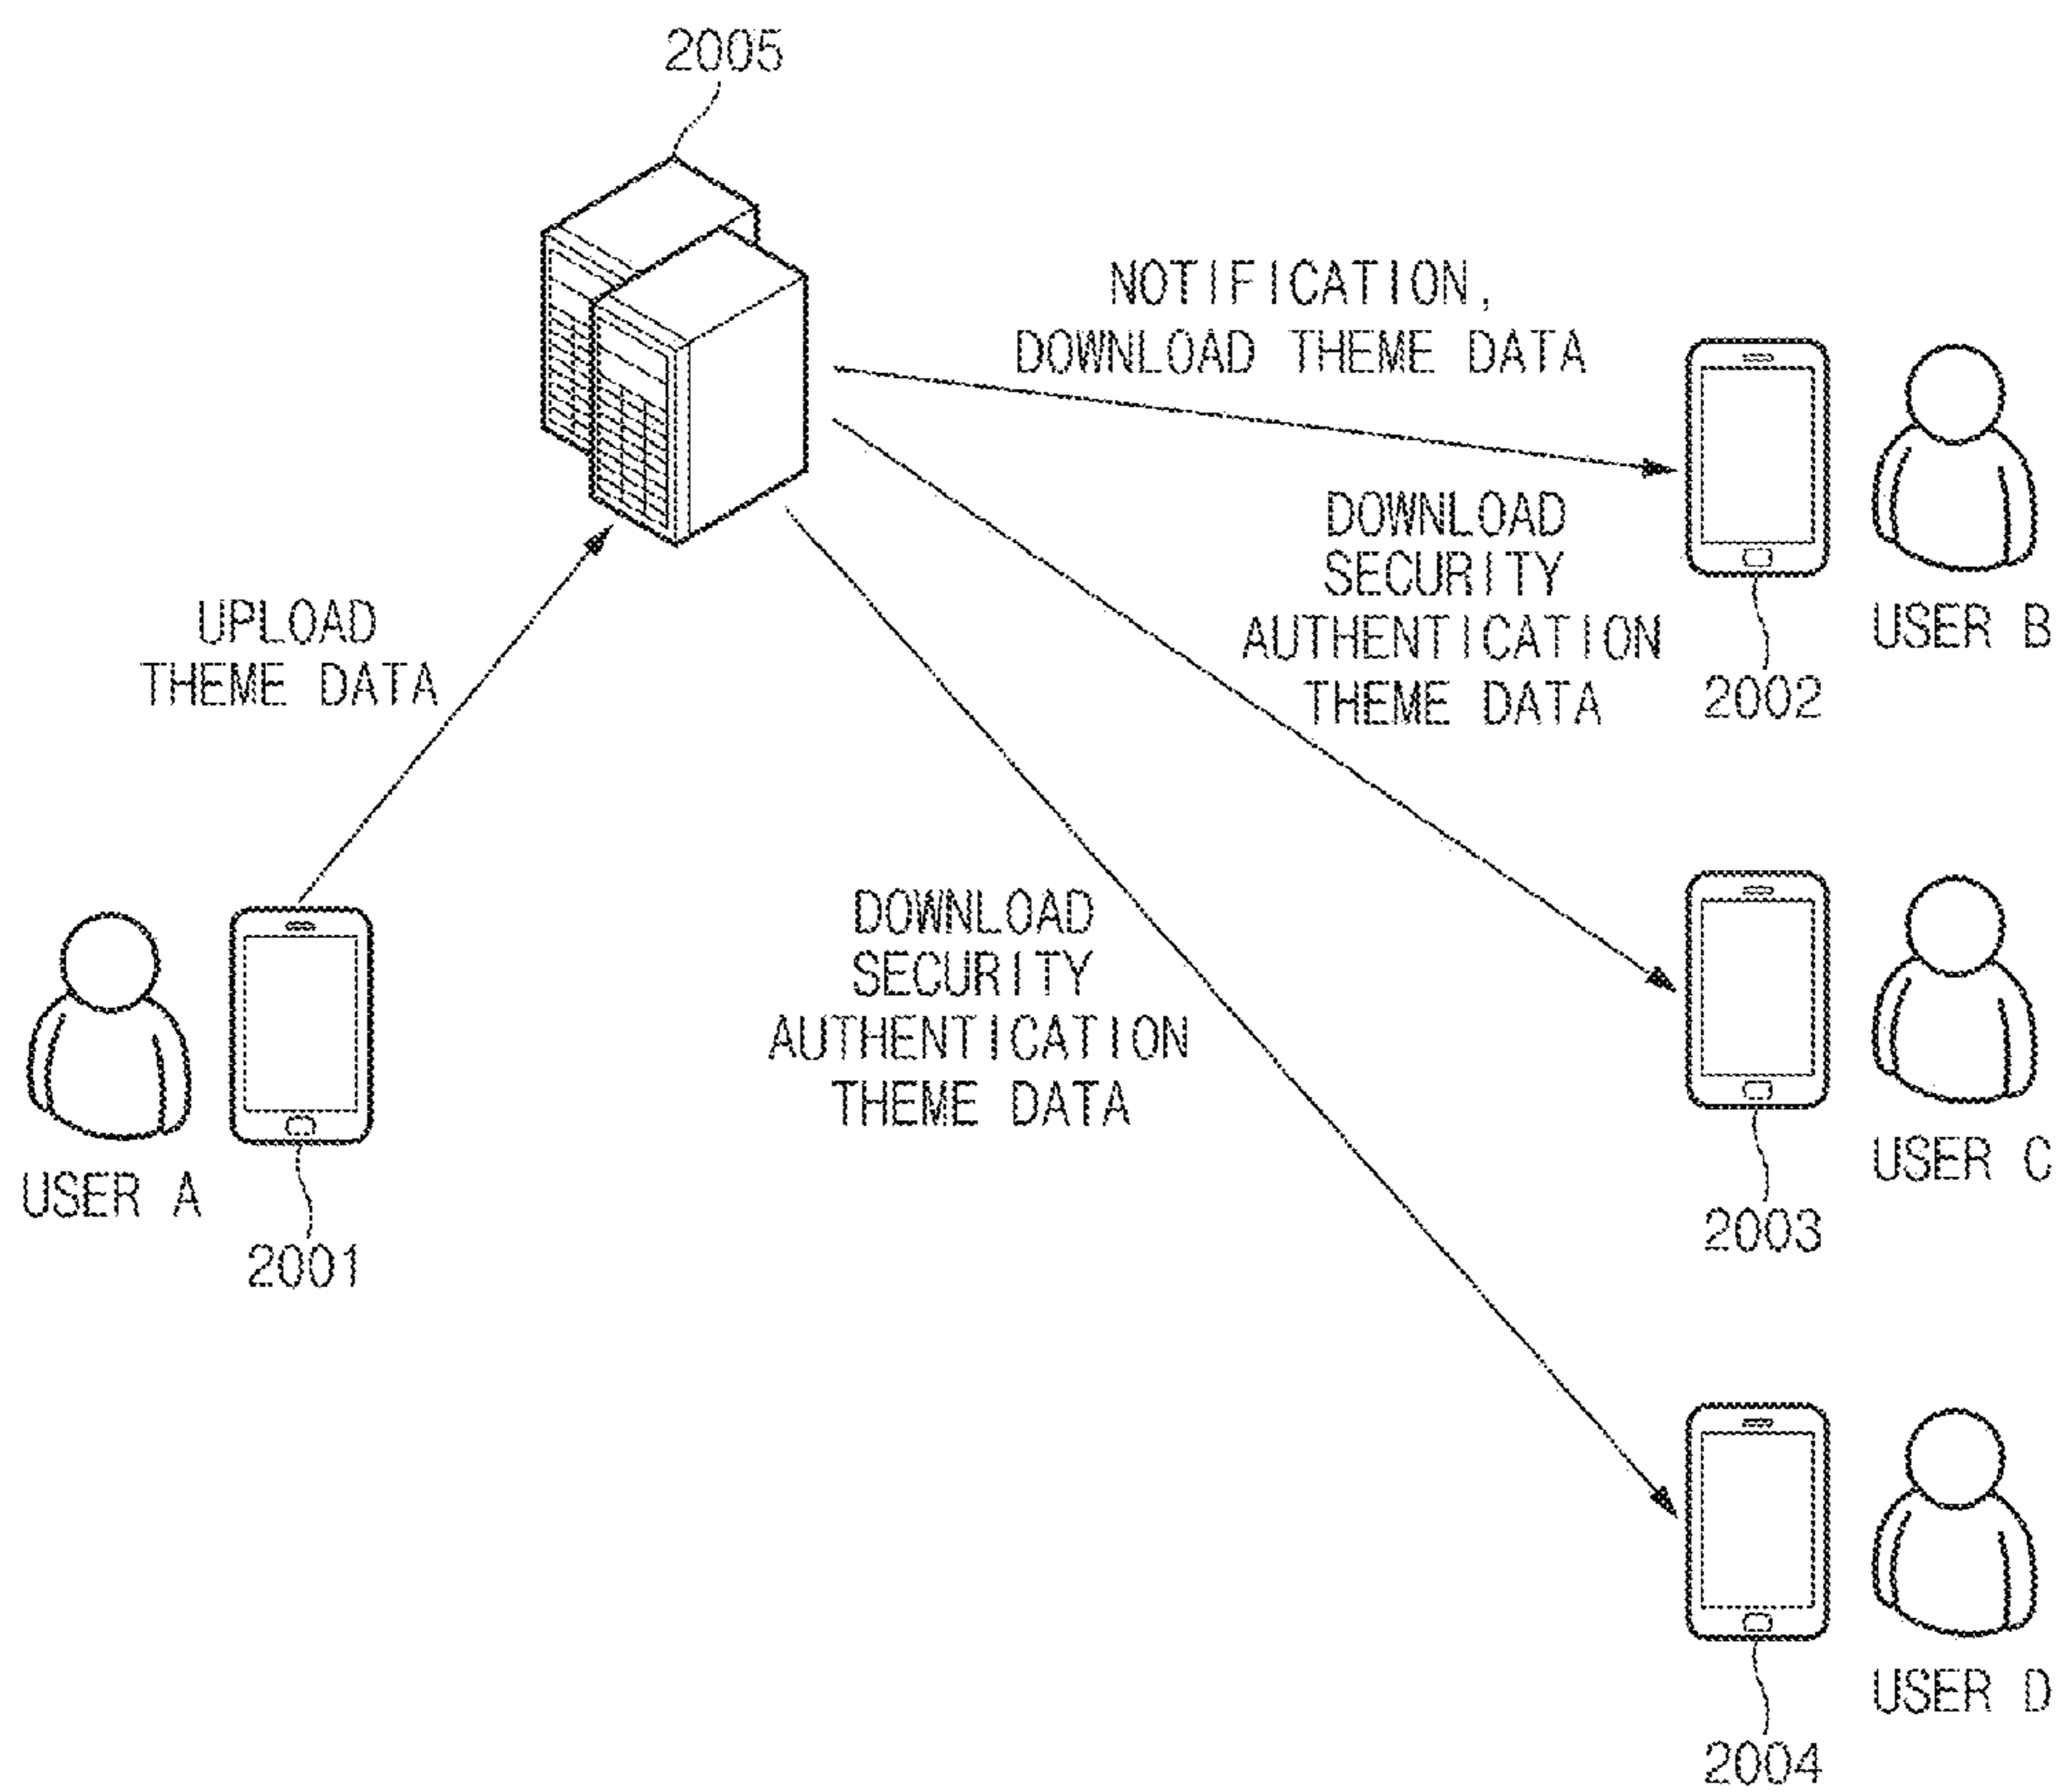 2005
NOTIFICATION,
DOWNLOAD THEME DATA
DOWNLOAD
SECURITY
AUTHENTICATION
THEME DATA
USER B
2002
UPLOAD
THEME DATA
DOWNLOAD
SECURITY
AUTHENTICATION
THEME DATA
USER A
2001
USER C
2003
USER D
2004